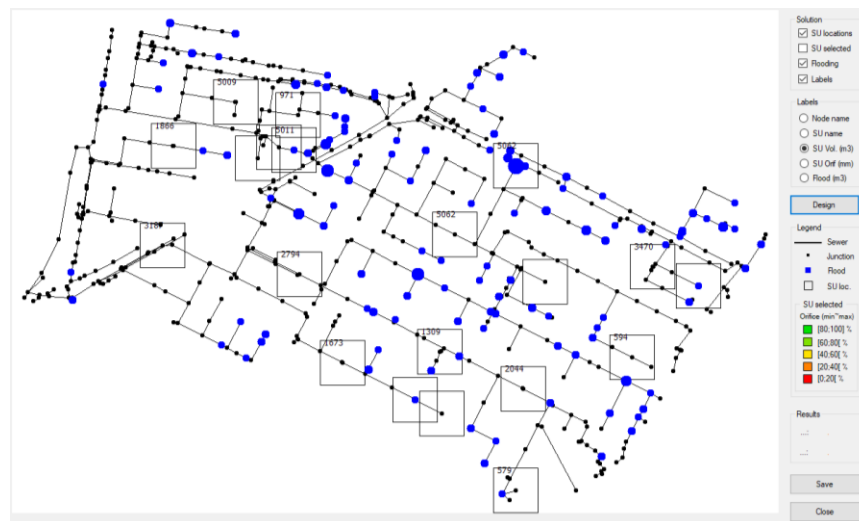 5009
971
1866
5011
5062
5062
318
3470
2794
1309
594
1673
2044
579
Solution
SU locations
SU selected
Flooding
Labels
Labels
Node name
SU name
SU Vol. (m3)
SU Orif (mm)
Flood (m3)
Design
Legend
Sewer
Junction
Flood
SU loc.
SU selected
Orifice (min~max)
[80;100] %
[60;80[ %
[40;60[ %
[20;40[ %
[0;20[ %
Results
...:
...:
Save
Close